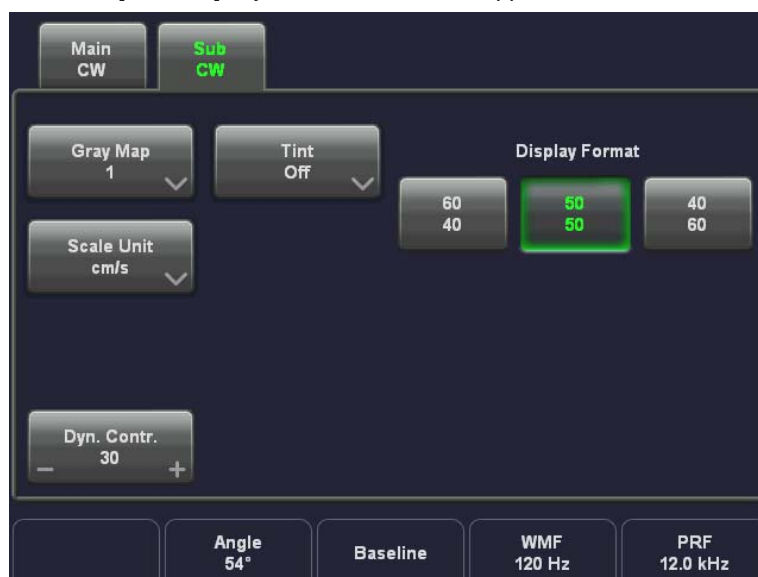 Main
CW
Sub
CW
Gray Map
1
Tint
Off
Display Format
60
40
50
50
40
60
Scale Unit
cm/s
Dyn. Contr.
30
− +
Angle
54°
Baseline
WMF
120 Hz
PRF
12.0 kHz